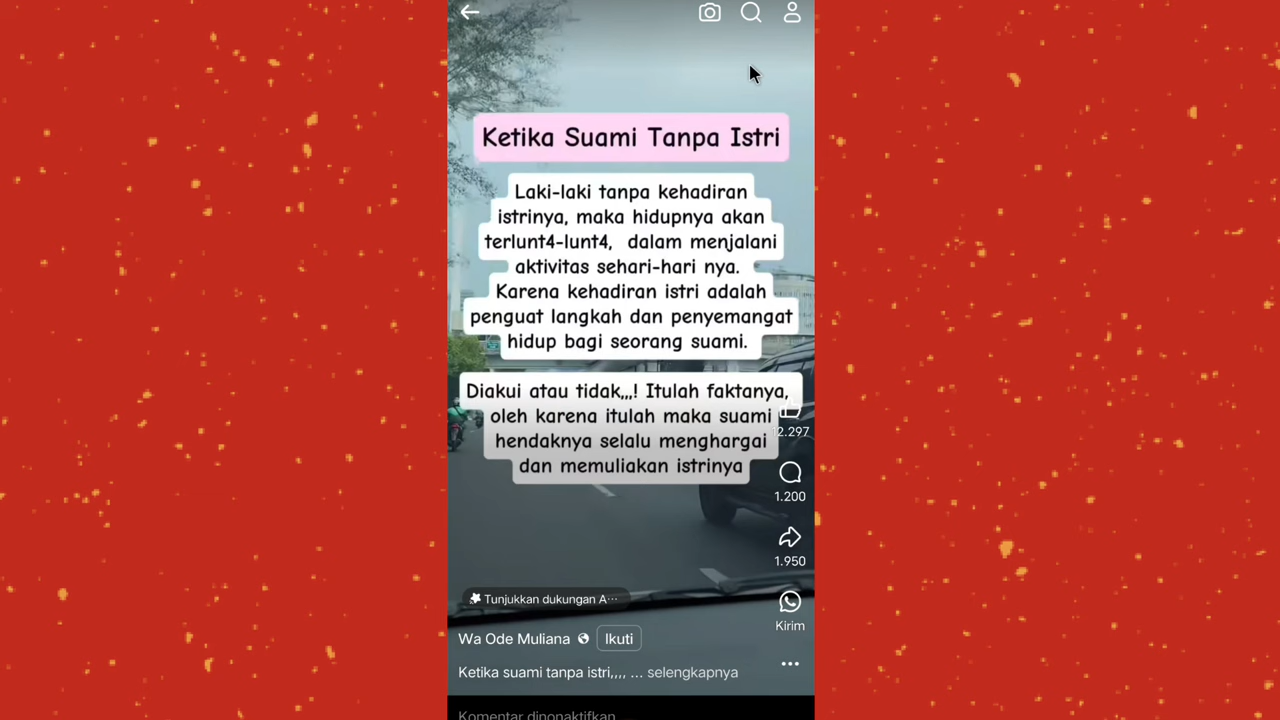 Ketika Suami Tanpa Istri
Laki-laki tanpa kehadiran
istrinya, maka hidupnya akan
terlunt4-lunt4, dalam menjalani
aktivitas sehari-hari nya.
Karena kehadiran istri adalah
penguat langkah dan penyemangat
hidup bagi seorang suami.
Diakui atau tidak,,,! Itulah faktanya,
oleh karena itulah maka suami
hendaknya selalu menghargai
dan memuliakan istrinya
12.297
1.200
1.950
Tunjukkan dukungan A...
Kirim
Wa Ode Muliana
Ikuti
Ketika suami tanpa istri,,,, ... selengkapnya
Komentar dinonaktifkan